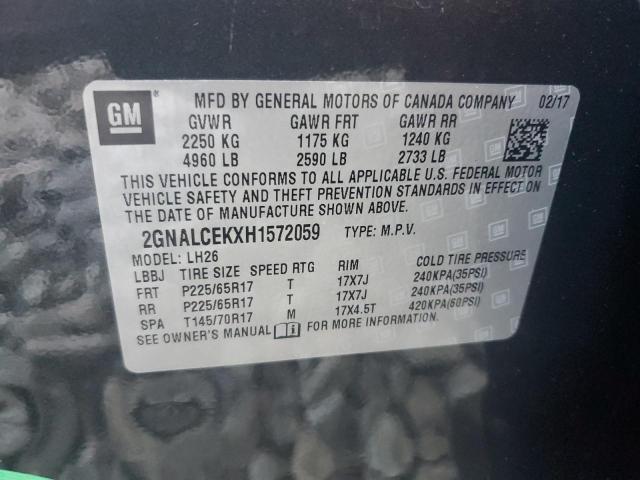 GM® MFD BY GENERAL MOTORS OF CANADA COMPANY 02/17
GVWR GAWR FRT GAWR RR
2250 KG 1175 KG 1240 KG
4960 LB 2590 LB 2733 LB
THIS VEHICLE CONFORMS TO ALL APPLICABLE U.S. FEDERAL MOTOR
VEHICLE SAFETY AND THEFT PREVENTION STANDARDS IN EFFECT ON
THE DATE OF MANUFACTURE SHOWN ABOVE.
2GNALCEKXH1572059 TYPE: M.P.V.
MODEL: LH26
LBBJ TIRE SIZE SPEED RTG RIM COLD TIRE PRESSURE
FRT P225/65R17 T 17X7J 240KPA(35PSI)
RR P225/65R17 T 17X7J 240KPA(35PSI)
SPA T145/70R17 M 17X4.5T 420KPA(60PSI)
SEE OWNER'S MANUAL FOR MORE INFORMATION.